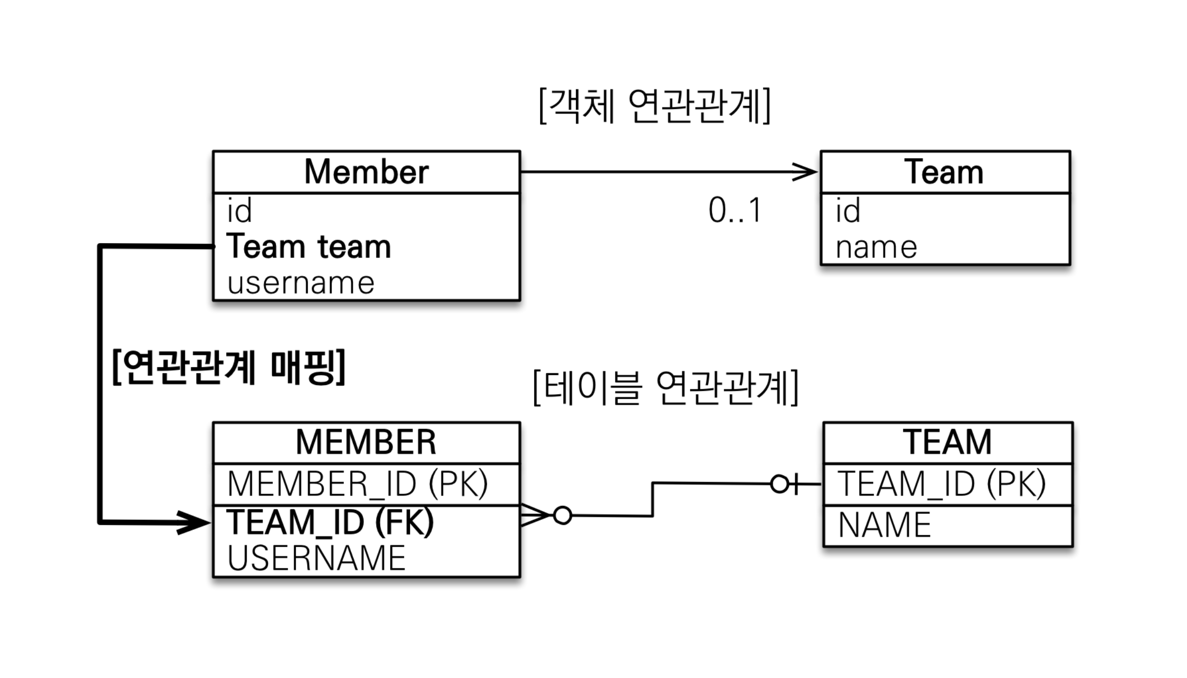 [객체 연관관계]
Member
id
Team team
username
0..1
Team
id
name
[연관관계 매핑]
[테이블 연관관계]
MEMBER
MEMBER_ID (PK)
TEAM_ID (FK)
USERNAME
TEAM
TEAM_ID (PK)
NAME